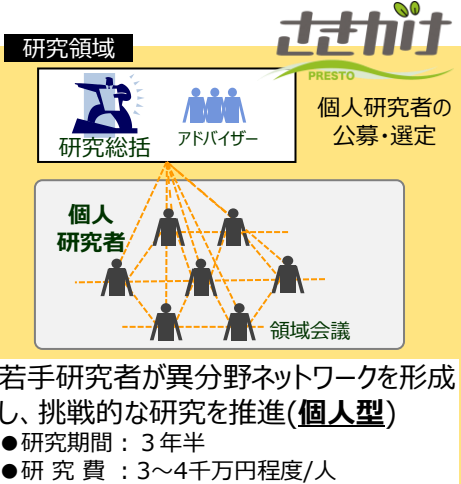 さきがけ
PRESTO
研究領域
研究総括
アドバイザー
個人研究者の
公募・選定
個人
研究者
領域会議
若手研究者が異分野ネットワークを形成
し、挑戦的な研究を推進(個人型)
●研究期間：３年半
●研 究 費 ：3～4千万円程度/人